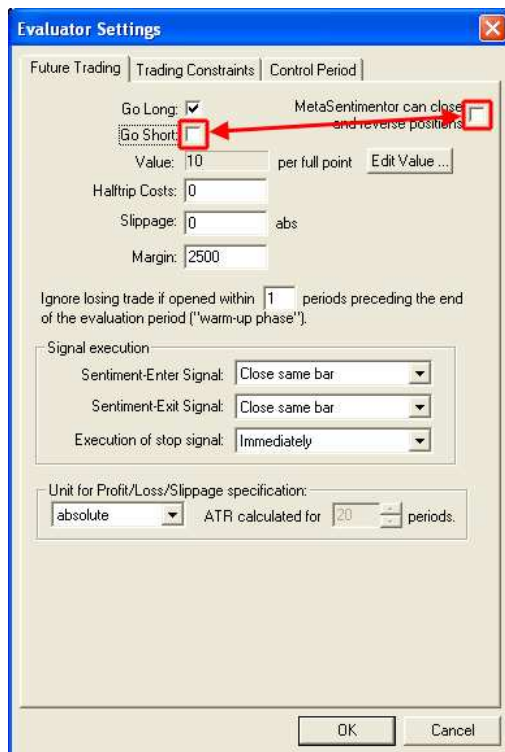 Evaluator Settings
Future Trading Trading Constraints Control Period
Go Long: MetaSentimentor can close
Go Short: and reverse positions
Value: 10 per full point Edit Value ...
Halftrip Costs: 0
Slippage: 0 abs
Margin: 2500
Ignore losing trade if opened within 1 periods preceding the end
of the evaluation period ("warm-up phase").
Signal execution
Sentiment-Enter Signal: Close same bar
Sentiment-Exit Signal: Close same bar
Execution of stop signal: Immediately
Unit for Profit/Loss/Slippage specification:
absolute ATR calculated for 20 periods.
OK Cancel